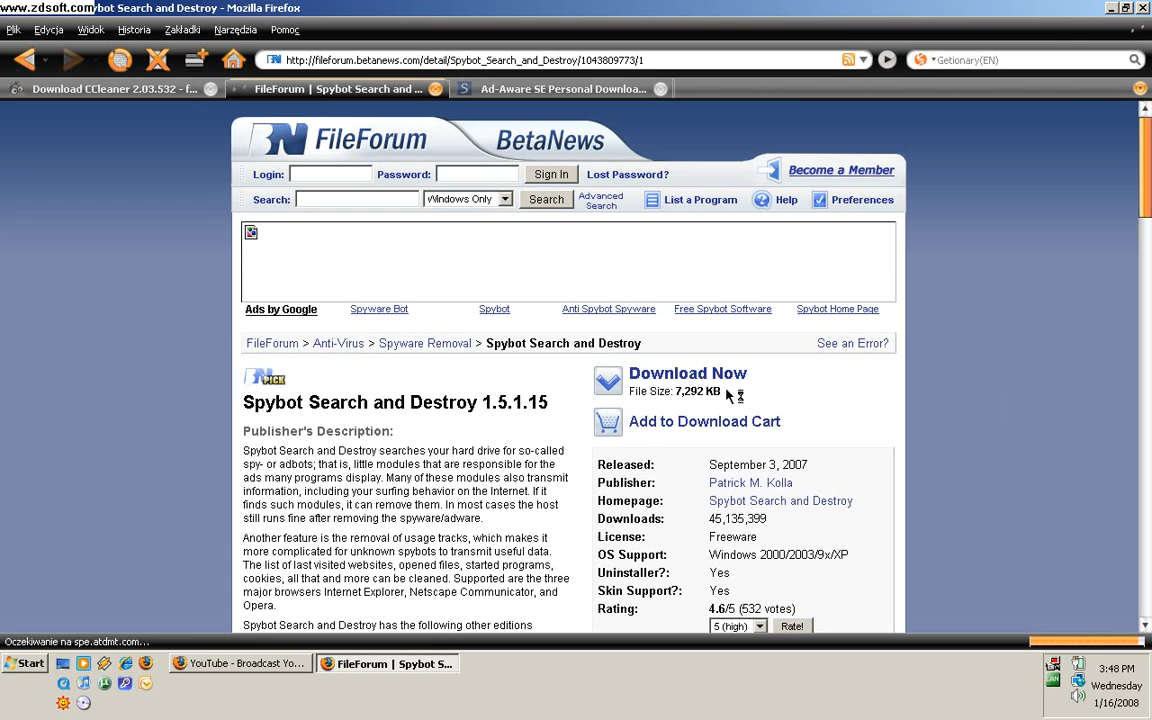 www.zdsoft.com
ybot Search and Destroy - Mozilla Firefox
Plik Edycja Widok Historia Zakładki Narzędzia Pomoc
http://fileforum.betanews.com/detail/Spybot_Search_and_Destroy/1043809773/1
Getionary(EN)
Download CCleaner 2.03.532 - f...
FileForum | Spybot Search and ...
Ad-Aware SE Personal Downloa...
FileForum
BetaNews
Login:
Password:
Sign In
Lost Password?
Become a Member
Search:
Windows Only
Search
Advanced
Search
List a Program
Help
Preferences
Ads by Google
Spyware Bot
Spybot
Anti Spybot Spyware
Free Spybot Software
Spybot Home Page
FileForum > Anti-Virus > Spyware Removal > Spybot Search and Destroy
See an Error?
PICK
Spybot Search and Destroy 1.5.1.15
Publisher's Description:
Spybot Search and Destroy searches your hard drive for so-called
spy- or adbots; that is, little modules that are responsible for the
ads many programs display. Many of these modules also transmit
information, including your surfing behavior on the Internet. If it
finds such modules, it can remove them. In most cases the host
still runs fine after removing the spyware/adware.
Another feature is the removal of usage tracks, which makes it
more complicated for unknown spybots to transmit useful data.
The list of last visited websites, opened files, started programs,
cookies, all that and more can be cleaned. Supported are the three
major browsers Internet Explorer, Netscape Communicator, and
Opera.
Spybot Search and Destroy has the following other editions
Download Now
File Size: 7,292 KB
Add to Download Cart
Released: September 3, 2007
Publisher: Patrick M. Kolla
Homepage: Spybot Search and Destroy
Downloads: 45,135,399
License: Freeware
OS Support: Windows 2000/2003/9x/XP
Uninstaller?: Yes
Skin Support?: Yes
Rating: 4.6/5 (532 votes)
5 (high)
Rate!
Oczekiwanie na spe.atdmt.com...
Start
YouTube - Broadcast Yo...
FileForum | Spybot S...
3:48 PM
Wednesday
1/16/2008